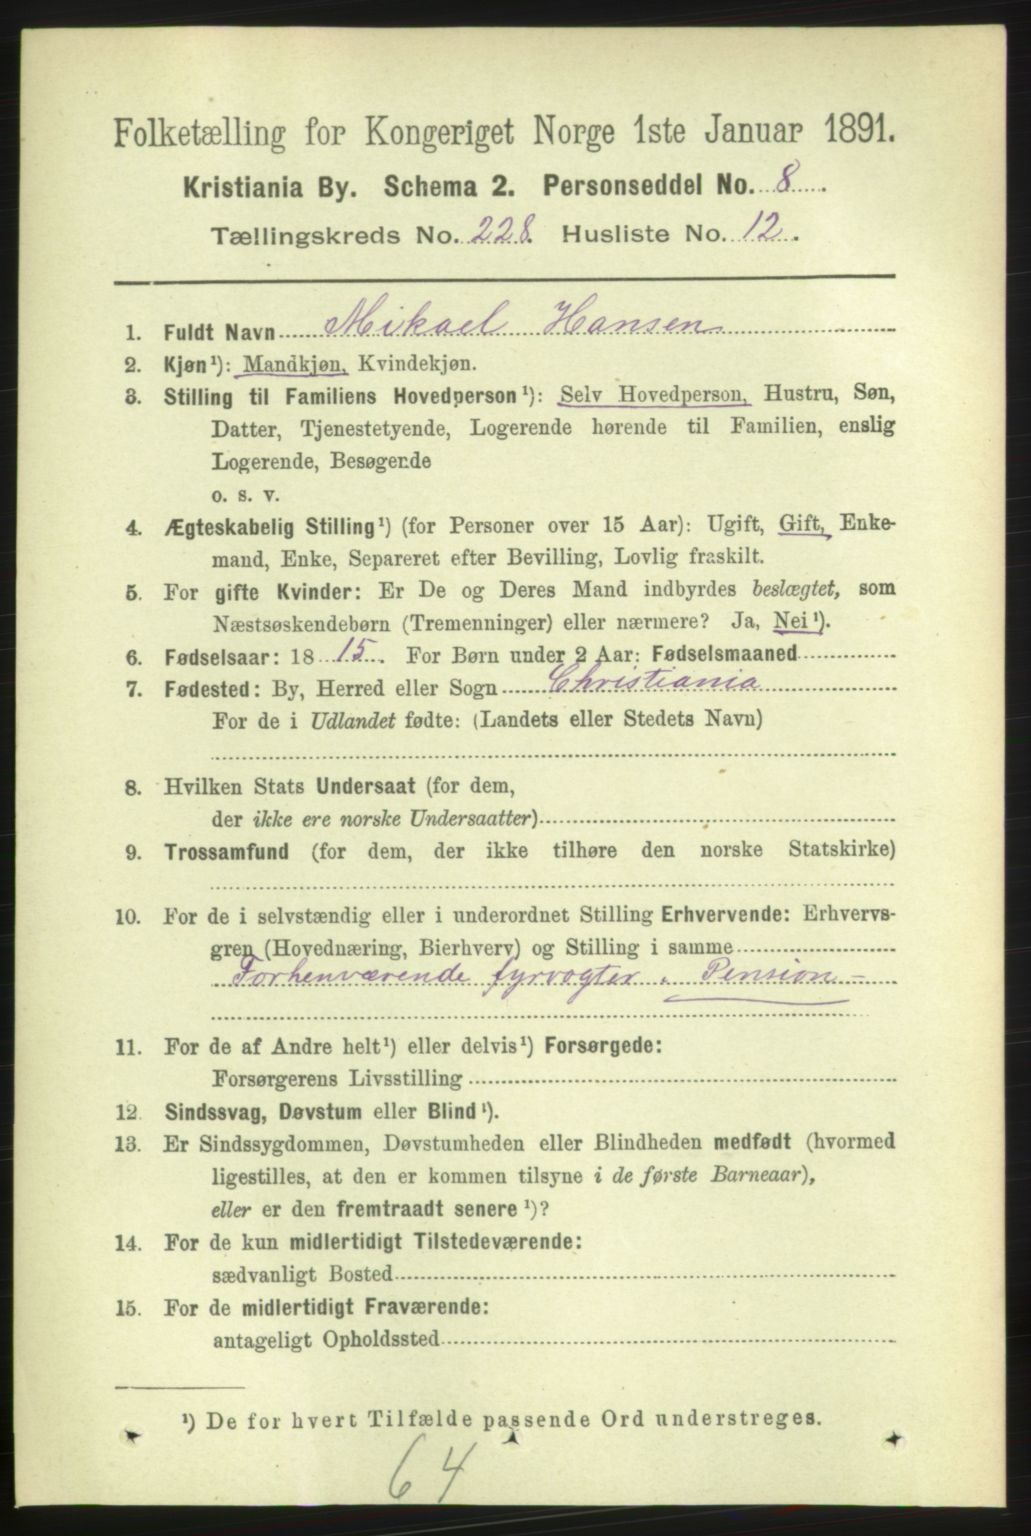 Folketælling for Kongeriget Norge 1ste Januar 1891.
Kristiania By. Schema 2. Personseddel No. 8.
Tællingskreds No. 228. Husliste No. 12.
1. Fuldt Navn Mikael Hansen
2. Kjøn¹): Mandkjøn, Kvindekjøn.
3. Stilling til Familiens Hovedperson¹): Selv Hovedperson, Hustru, Søn,
Datter, Tjenestetyende, Logerende hørende til Familien, enslig
Logerende, Besøgende
o. s. v.
4. Ægteskabelig Stilling¹) (for Personer over 15 Aar): Ugift, Gift, Enke-
mand, Enke, Separeret efter Bevilling, Lovlig fraskilt.
5. For gifte Kvinder: Er De og Deres Mand indbyrdes beslægtet, som
Næstsøskendebørn (Tremenninger) eller nærmere? Ja, Nei¹).
6. Fødselsaar: 1815. For Børn under 2 Aar: Fødselsmaaned
7. Fødested: By, Herred eller Sogn Christiania
For de i Udlandet fødte: (Landets eller Stedets Navn)
8. Hvilken Stats Undersaat (for dem,
der ikke ere norske Undersaatter)
9. Trossamfund (for dem, der ikke tilhøre den norske Statskirke)
10. For de i selvstændig eller i underordnet Stilling Erhvervende: Erhvervs-
gren (Hovednæring, Bierhverv) og Stilling i samme
Forhenværende fyrvogter. Pension -
11. For de af Andre helt¹) eller delvis¹) Forsørgede:
Forsørgerens Livsstilling
12. Sindssvag, Døvstum eller Blind¹).
13. Er Sindssygdommen, Døvstumheden eller Blindheden medfødt (hvormed
ligestilles, at den er kommen tilsyne i de første Barneaar),
eller er den fremtraadt senere¹)?
14. For de kun midlertidigt Tilstedeværende:
sædvanligt Bosted
15. For de midlertidigt Fraværende:
antageligt Opholdssted
¹) De for hvert Tilfælde passende Ord understreges.
64